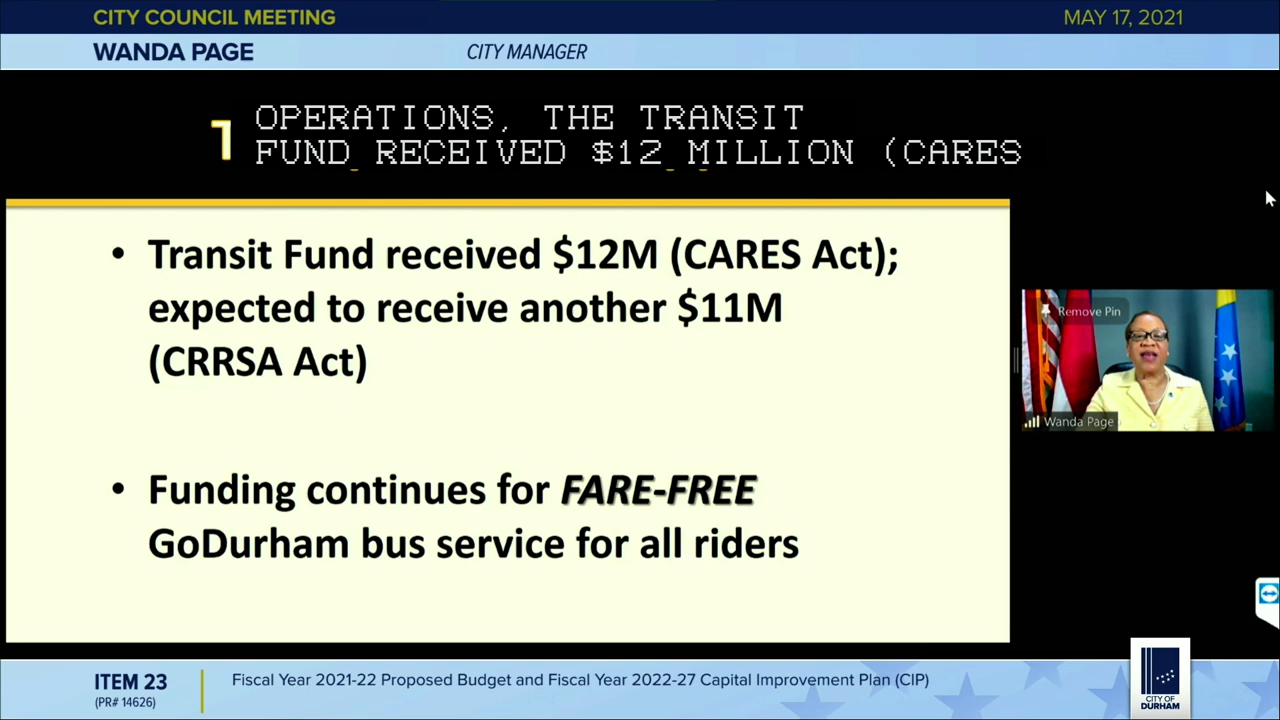 CITY COUNCIL MEETING
MAY 17, 2021
WANDA PAGE
CITY MANAGER
OPERATIONS, THE TRANSIT
FUND RECEIVED $12 MILLION (CARES
• Transit Fund received $12M (CARES Act);
expected to receive another $11M
(CRRSA Act)
• Funding continues for FARE-FREE
GoDurham bus service for all riders
Remove Pin
Wanda Page
ITEM 23
(PR# 14626)
Fiscal Year 2021-22 Proposed Budget and Fiscal Year 2022-27 Capital Improvement Plan (CIP)
CITY OF
DURHAM